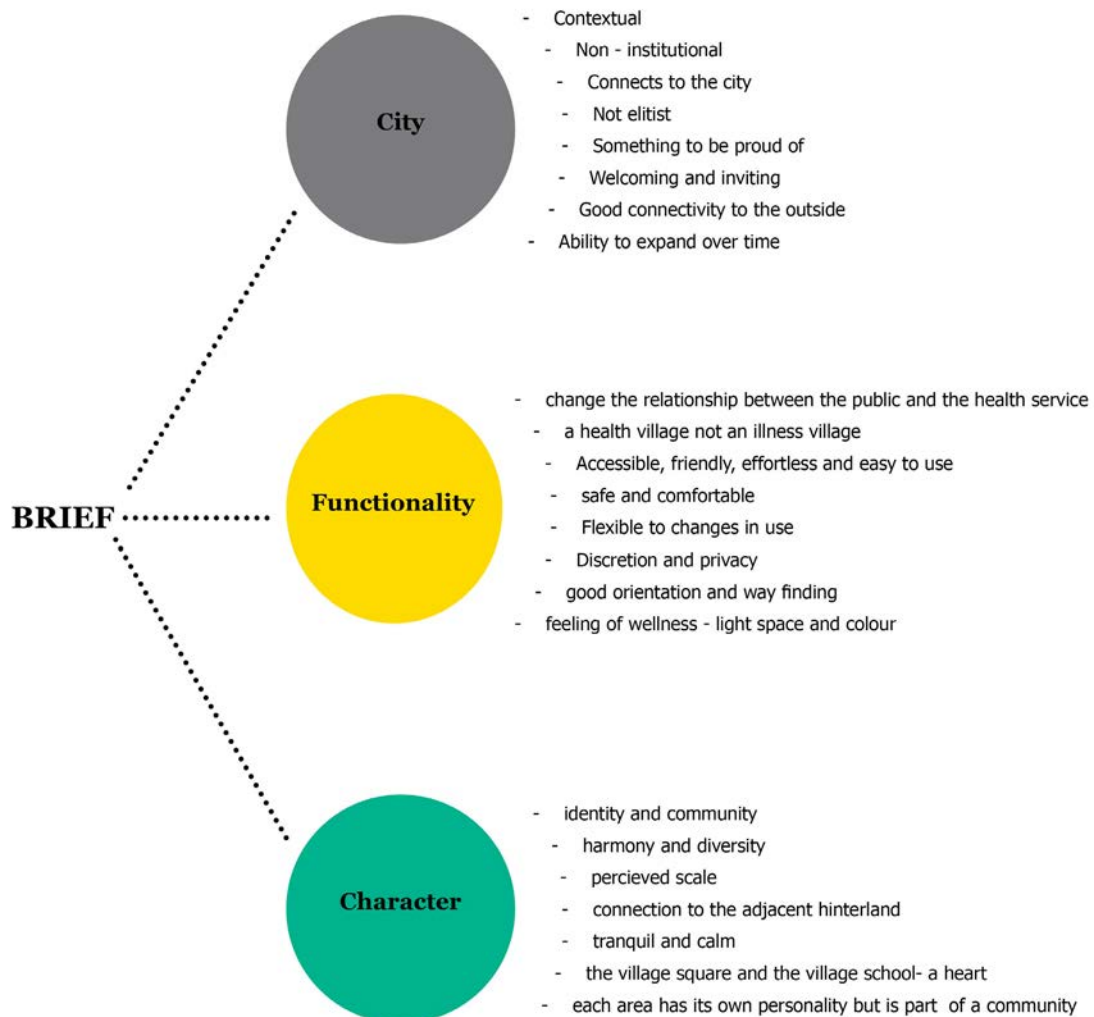 City
- Contextual
- Non - institutional
- Connects to the city
- Not elitist
- Something to be proud of
- Welcoming and inviting
- Good connectivity to the outside
- Ability to expand over time
BRIEF
Functionality
- change the relationship between the public and the health service
- a health village not an illness village
- Accessible, friendly, effortless and easy to use
- safe and comfortable
- Flexible to changes in use
- Discretion and privacy
- good orientation and way finding
- feeling of wellness - light space and colour
Character
- identity and community
- harmony and diversity
- percieved scale
- connection to the adjacent hinterland
- tranquil and calm
- the village square and the village school- a heart
- each area has its own personality but is part of a community